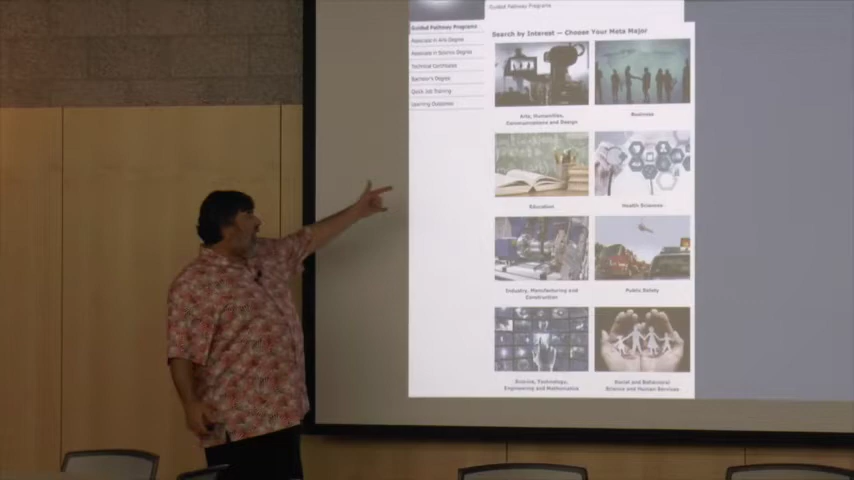 Guided Pathway Programs
Guided Pathway Programs
Associate in Arts Degree
Associate in Science Degree
Technical Certificates
Bachelor's Degree
Quick Job Training
Learning Outcomes
Search by Interest — Choose Your Meta Major
Arts, Humanities,
Communications and Design
Business
Education
Health Sciences
Industry, Manufacturing and
Construction
Public Safety
Science, Technology,
Engineering and Mathematics
Social and Behavioral
Science and Human Services